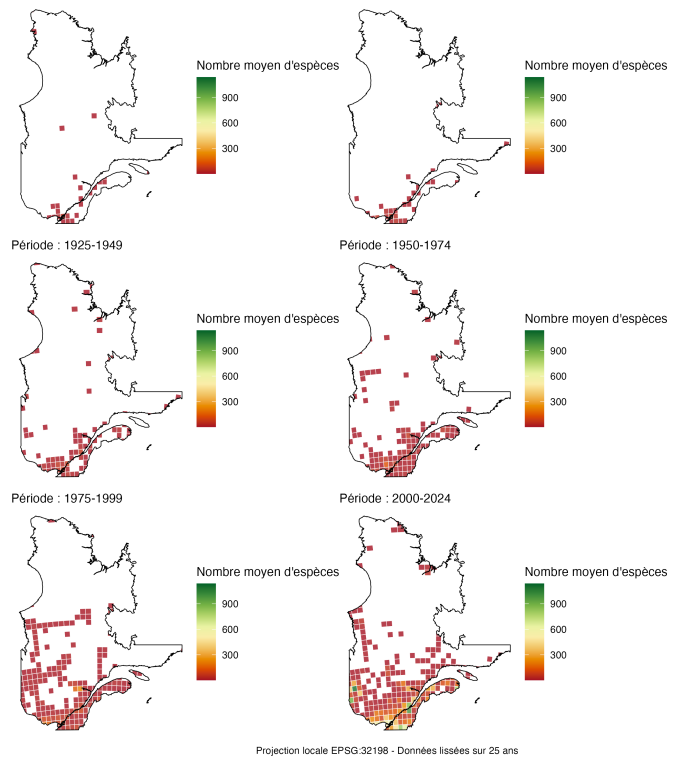 Nombre moyen d'espèces
900
600
300
Nombre moyen d'espèces
900
600
300
Période : 1925-1949
Période : 1950-1974
Nombre moyen d'espèces
900
600
300
Nombre moyen d'espèces
900
600
300
Période : 1975-1999
Période : 2000-2024
Nombre moyen d'espèces
900
600
300
Nombre moyen d'espèces
900
600
300
Projection locale EPSG:32198 - Données lissées sur 25 ans